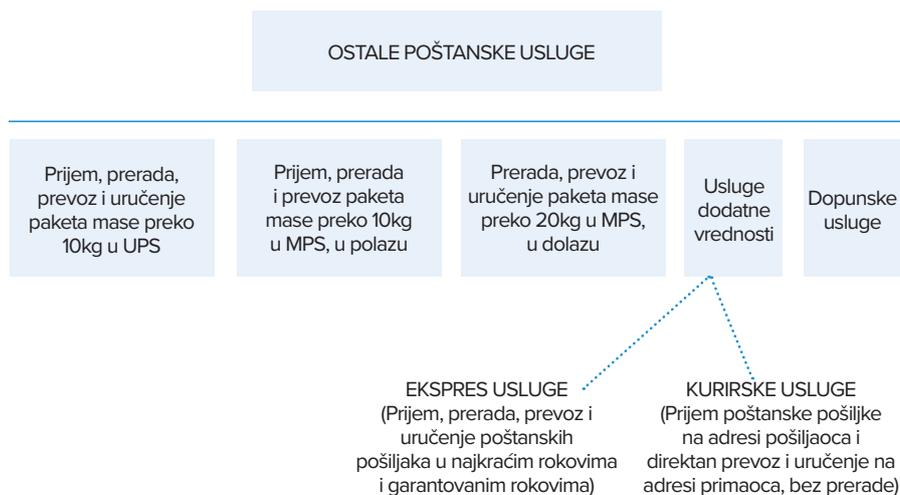 OSTALE POŠTANSKE USLUGE
Prijem, prerada,
prevoz i uručenje
paketa mase preko
10kg u UPS
Prijem, prerada
i prevoz paketa
mase preko 10kg
u MPS, u polazu
Prerada, prevoz i
uručenje paketa mase
preko 20kg u MPS,
u dolazu
Usluge
dodatne
vrednosti
Dopunske
usluge
EKSPRES USLUGE
(Prijem, prerada, prevoz i
uručenje poštanskih
pošiljaka u najkraćim rokovima
i garantovanim rokovima)
KURIRSKE USLUGE
(Prijem poštanske pošiljke
na adresi pošiljaoca i
direktan prevoz i uručenje na
adresi primaoca, bez prerade)